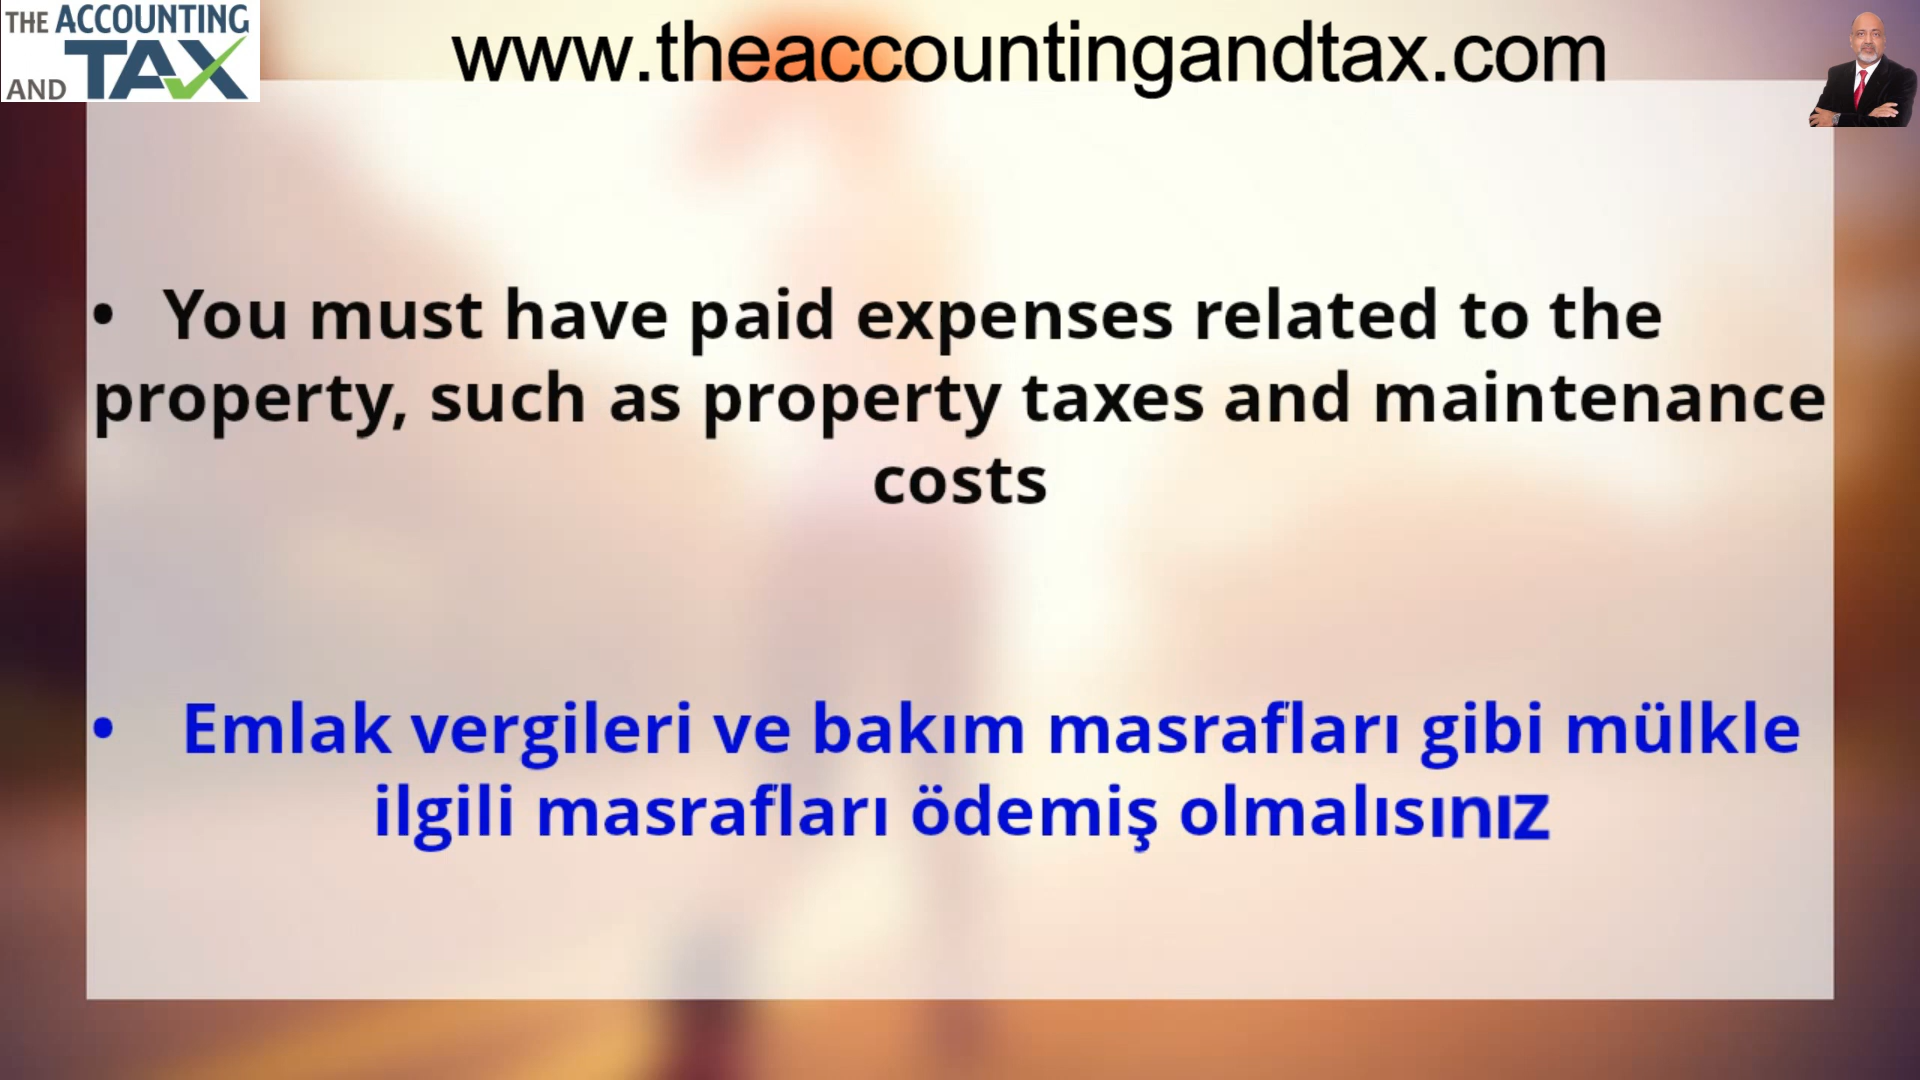 THE ACCOUNTING
AND TAX
www.theaccountingandtax.com
• You must have paid expenses related to the
property, such as property taxes and maintenance
costs
• Emlak vergileri ve bakım masrafları gibi mülkle
ilgili masrafları ödemiş olmalısınız